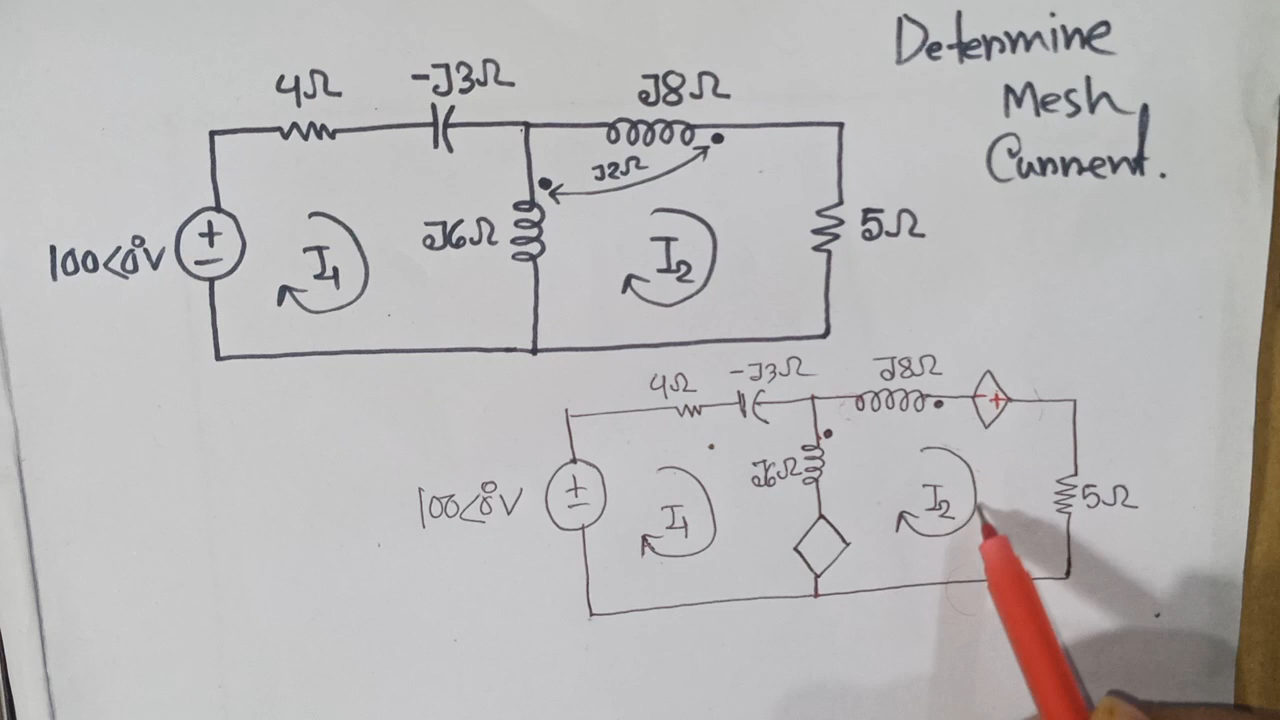 Determine
Mesh
Current.
4Ω -J3Ω J8Ω
J2Ω
100<0°V + - I1 J6Ω I2 5Ω
4Ω -J3Ω J8Ω
- +
100<0°V + - I1 J6Ω I2 5Ω